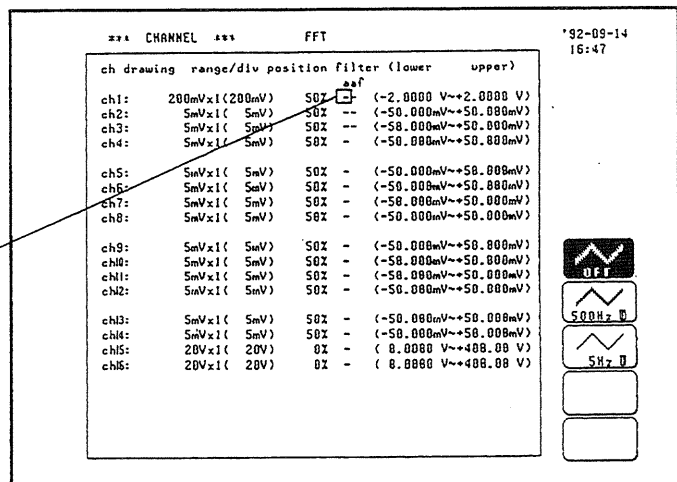 *** CHANNEL *** FFT '92-09-14
16:47
ch drawing range/div position filter (lower upper)
aaf
ch1: 200mVx1(200mV) 50% -- (-2.0000 V~+2.0000 V)
ch2: 5mVx1( 5mV) 50% -- (-50.000mV~+50.000mV)
ch3: 5mVx1( 5mV) 50% -- (-50.000mV~+50.000mV)
ch4: 5mVx1( 5mV) 50% - (-50.000mV~+50.000mV)
ch5: 5mVx1( 5mV) 50% - (-50.000mV~+50.000mV)
ch6: 5mVx1( 5mV) 50% - (-50.000mV~+50.000mV)
ch7: 5mVx1( 5mV) 50% - (-50.000mV~+50.000mV)
ch8: 5mVx1( 5mV) 50% - (-50.000mV~+50.000mV)
ch9: 5mVx1( 5mV) 50% - (-50.000mV~+50.000mV)
ch10: 5mVx1( 5mV) 50% - (-50.000mV~+50.000mV)
ch11: 5mVx1( 5mV) 50% - (-50.000mV~+50.000mV)
ch12: 5mVx1( 5mV) 50% - (-50.000mV~+50.000mV)
ch13: 5mVx1( 5mV) 50% - (-50.000mV~+50.000mV)
ch14: 5mVx1( 5mV) 50% - (-50.000mV~+50.000mV)
ch15: 20Vx1( 20V) 0% - ( 0.0000 V~+400.00 V)
ch16: 20Vx1( 20V) 0% - ( 0.0000 V~+400.00 V)
OFF
500Hz
5Hz